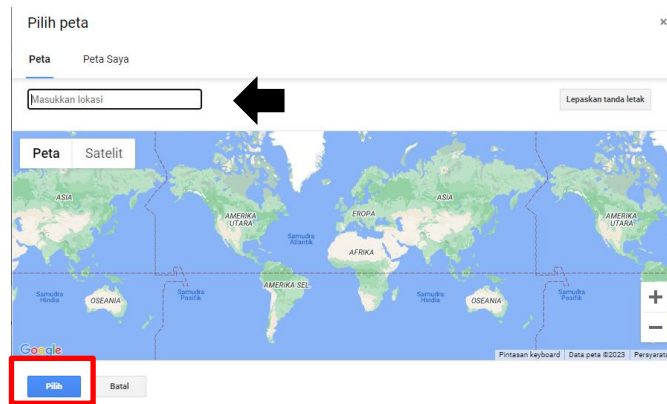 Pilih peta
×
Peta Peta Saya
Masukkan lokasi
Lepaskan tanda letak
Peta Satelit
ASIA
AMERIKA
UTARA
Samudra
Atlantik
EROPA
ASIA
AMERIKA
UTARA
AFRIKA
Samudra
Hindia
OSEANIA
Samudra
Pasifik
AMERIKA SEL.
Samudra
Hindia
OSEANIA
Samudra
Pasifik
+
−
Google
Pintasan keyboard Data peta ©2023 Persyarata
Pilih Batal